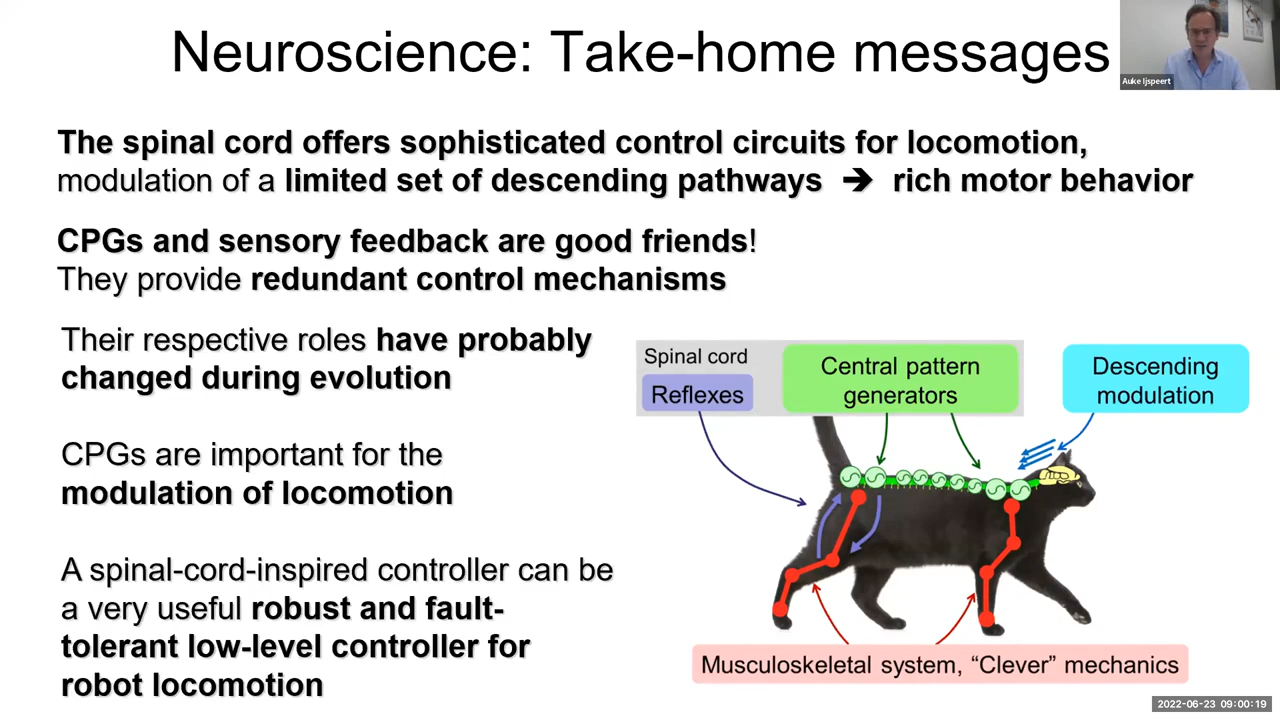 Neuroscience: Take-home messages
Auke Ijspeert
The spinal cord offers sophisticated control circuits for locomotion,
modulation of a limited set of descending pathways ➔ rich motor behavior
CPGs and sensory feedback are good friends!
They provide redundant control mechanisms
Their respective roles have probably
changed during evolution
CPGs are important for the
modulation of locomotion
A spinal-cord-inspired controller can be
a very useful robust and fault-
tolerant low-level controller for
robot locomotion
Spinal cord
Reflexes
Central pattern
generators
Descending
modulation
Musculoskeletal system, “Clever” mechanics
2022-06-23 09:00:19